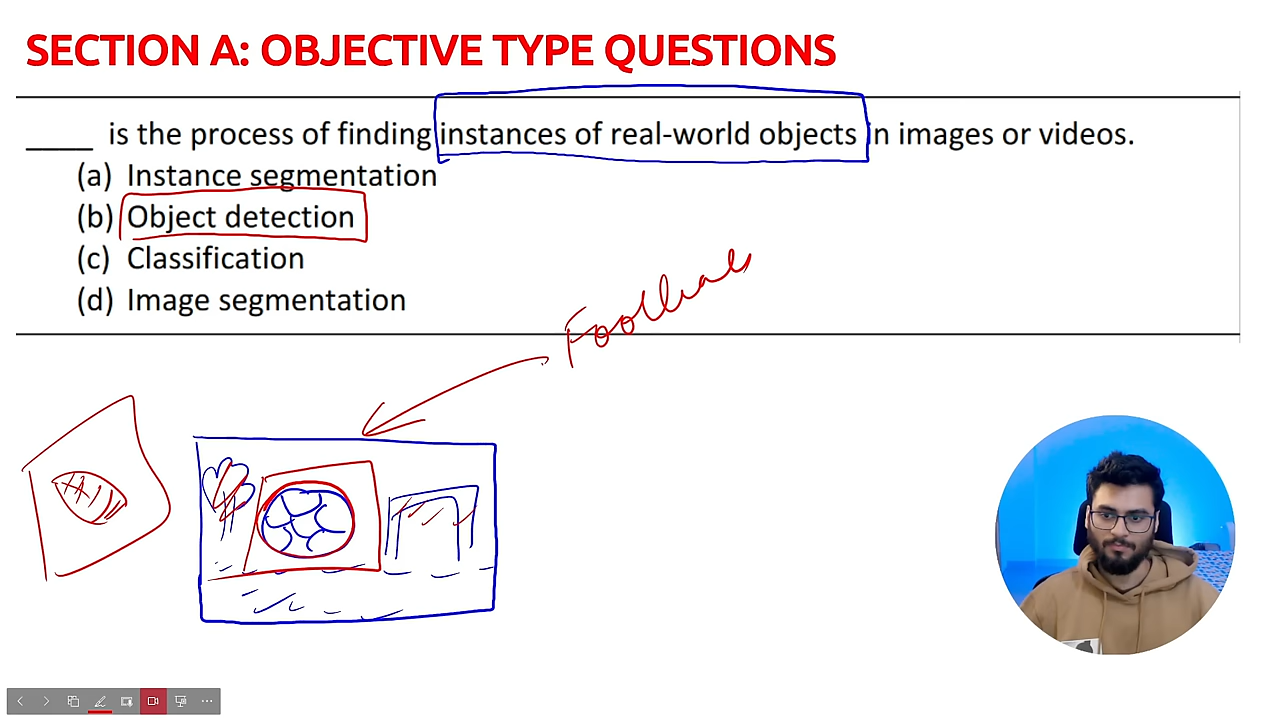 SECTION A: OBJECTIVE TYPE QUESTIONS
____ is the process of finding instances of real-world objects in images or videos.
(a) Instance segmentation
(b) Object detection
(c) Classification
(d) Image segmentation
Football